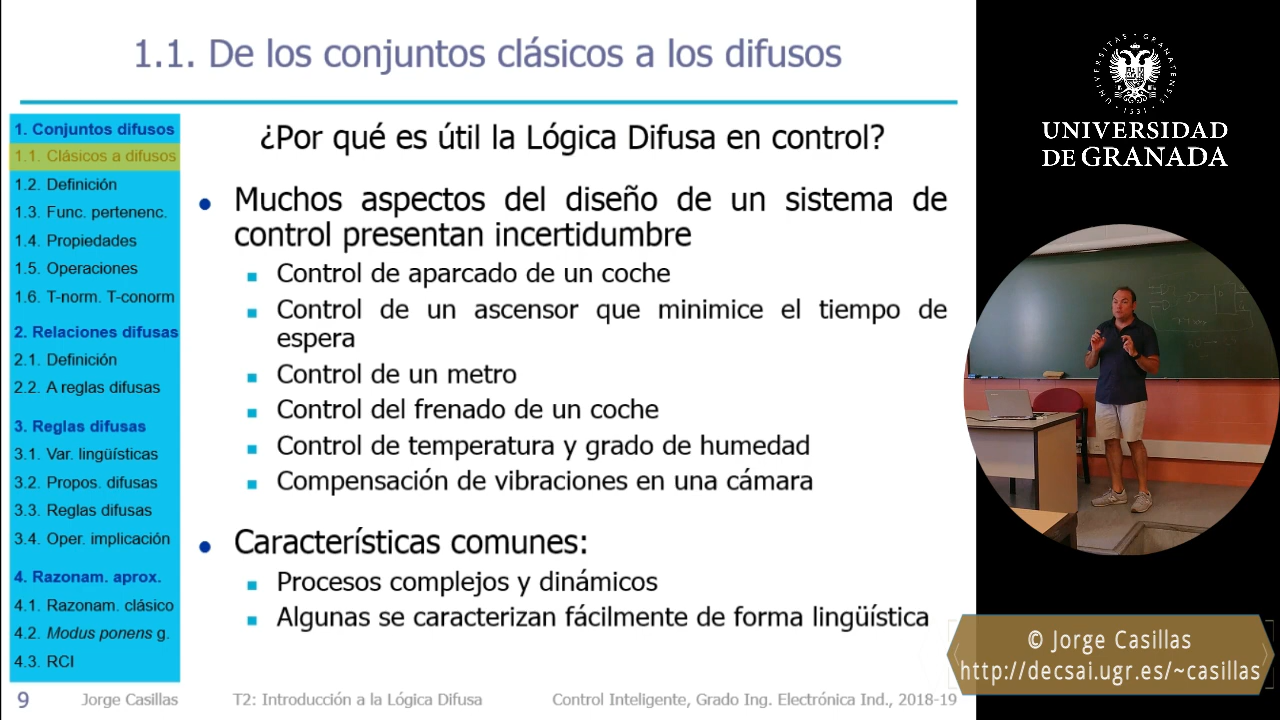 1.1. De los conjuntos clásicos a los difusos
1. Conjuntos difusos
1.1. Clásicos a difusos
1.2. Definición
1.3. Func. pertenenc.
1.4. Propiedades
1.5. Operaciones
1.6. T-norm. T-conorm
2. Relaciones difusas
2.1. Definición
2.2. A reglas difusas
3. Reglas difusas
3.1. Var. lingüísticas
3.2. Propos. difusas
3.3. Reglas difusas
3.4. Oper. implicación
4. Razonam. aprox.
4.1. Razonam. clásico
4.2. Modus ponens g.
4.3. RCI
¿Por qué es útil la Lógica Difusa en control?
• Muchos aspectos del diseño de un sistema de
control presentan incertidumbre
▪ Control de aparcado de un coche
▪ Control de un ascensor que minimice el tiempo de
espera
▪ Control de un metro
▪ Control del frenado de un coche
▪ Control de temperatura y grado de humedad
▪ Compensación de vibraciones en una cámara
• Características comunes:
▪ Procesos complejos y dinámicos
▪ Algunas se caracterizan fácilmente de forma lingüística
9 Jorge Casillas T2: Introducción a la Lógica Difusa Control Inteligente, Grado Ing. Electrónica Ind., 2018-19
UNIVERSITAS GRANATENSIS 1531
UNIVERSIDAD
DE GRANADA
© Jorge Casillas
http://decsai.ugr.es/~casillas